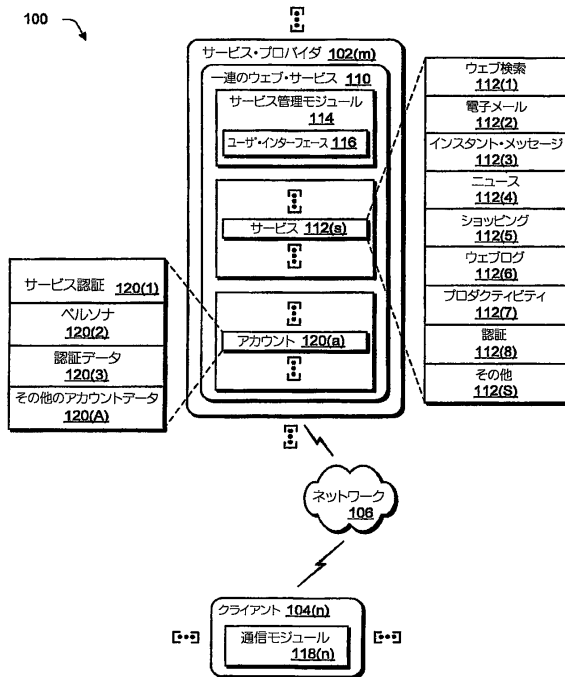 100
サービス・プロバイダ 102(m)
一連のウェブ・サービス 110
サービス管理モジュール
114
ユーザ・インターフェース 116
サービス 112(s)
アカウント 120(a)
ウェブ検索
112(1)
電子メール
112(2)
インスタント・メッセージ
112(3)
ニュース
112(4)
ショッピング
112(5)
ウェブログ
112(6)
プロダクティビティ
112(7)
認証
112(8)
その他
112(S)
サービス認証 120(1)
ペルソナ
120(2)
認証データ
120(3)
その他のアカウントデータ
120(A)
ネットワーク
106
クライアント 104(n)
通信モジュール
118(n)